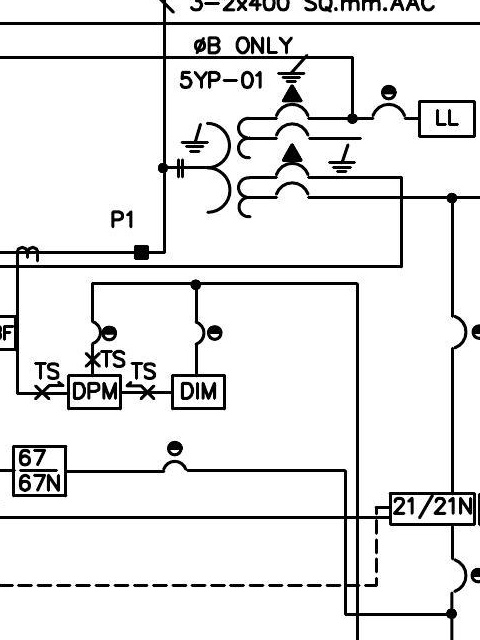 3-2x400 SQ.mm.AAC
øB ONLY
5YP-01
LL
P1
TS
TS
TS
DPM
DIM
67
67N
21/21N